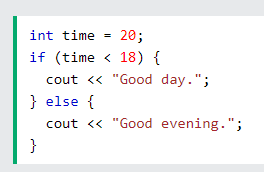 int time = 20;
if (time < 18) {
  cout << "Good day.";
} else {
  cout << "Good evening.";
}